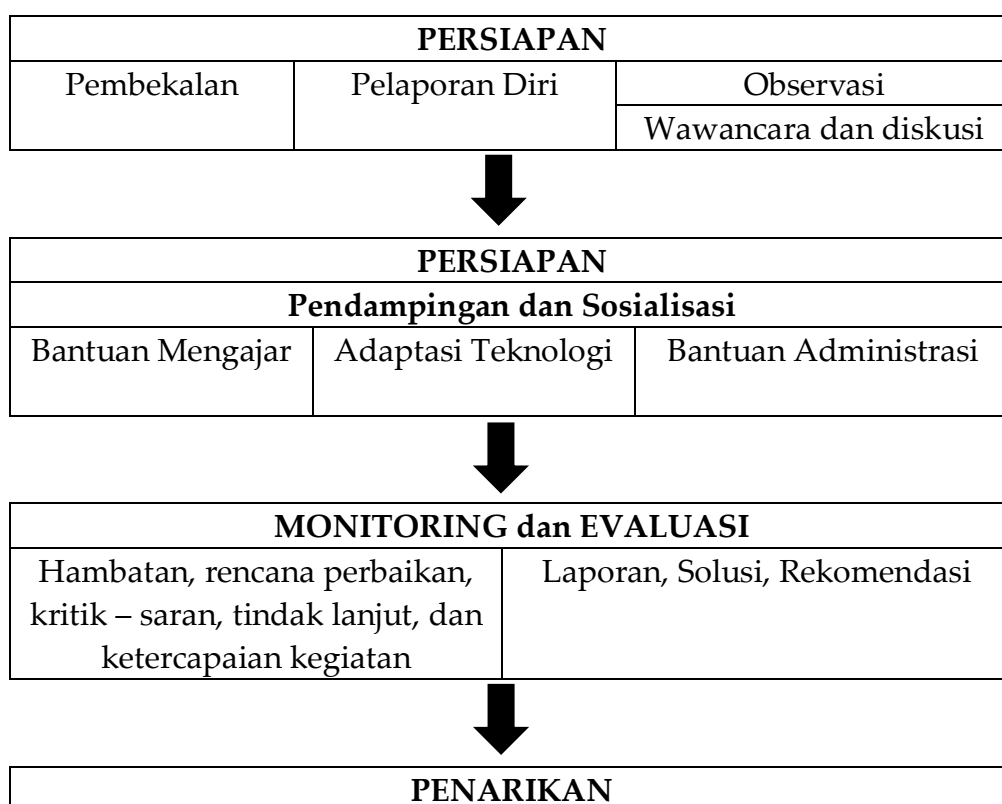 PERSIAPAN
Pembekalan
Pelaporan Diri
Observasi
Wawancara dan diskusi
PERSIAPAN
Pendampingan dan Sosialisasi
Bantuan Mengajar
Adaptasi Teknologi
Bantuan Administrasi
MONITORING dan EVALUASI
Hambatan, rencana perbaikan,
kritik – saran, tindak lanjut, dan
ketercapaian kegiatan
Laporan, Solusi, Rekomendasi
PENARIKAN